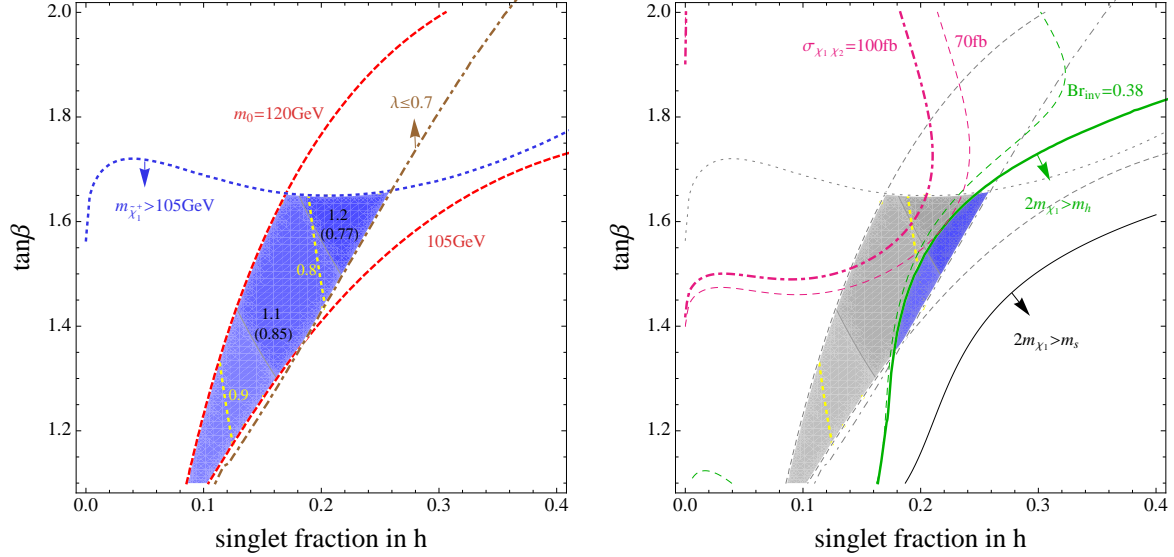 2.0
1.8
1.6
1.4
1.2
0.0
0.1
0.2
0.3
0.4
tanβ
singlet fraction in h
m₀=120GeV
λ≤0.7
m_χ̃₁⁺>105GeV
105GeV
1.2
(0.77)
0.8
1.1
(0.85)
0.9
2.0
1.8
1.6
1.4
1.2
0.0
0.1
0.2
0.3
0.4
tanβ
singlet fraction in h
σ_χ₁χ₂=100fb
70fb
Br_inv=0.38
2m_χ₁>m_h
2m_χ₁>m_s